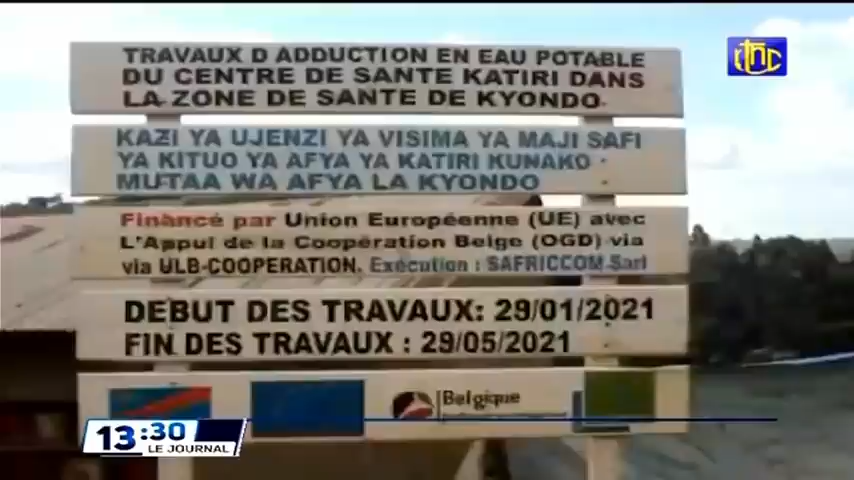 TRAVAUX D ADDUCTION EN EAU POTABLE
DU CENTRE DE SANTE KATIRI DANS
LA ZONE DE SANTE DE KYONDO
KAZI YA UJENZI YA VISIMA YA MAJI SAFI
YA KITUO YA AFYA YA KATIRI KUNAKO
MUTAA WA AFYA LA KYONDO
Financé par Union Européenne (UE) avec
L'Appui de la Coopération Belge (OGD) via
via ULB-COOPERATION. Exécution : SAFRICCOM-Sarl
DEBUT DES TRAVAUX: 29/01/2021
FIN DES TRAVAUX : 29/05/2021
Belgique
rtnc
13:30
LE JOURNAL